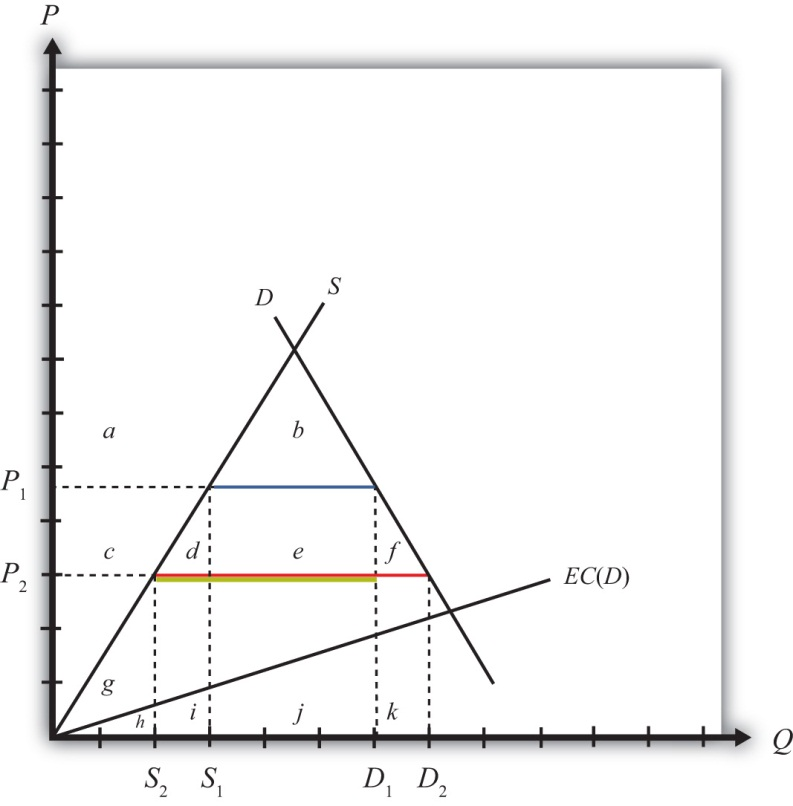 P
D S
a b
P1
c d e f
P2
EC(D)
g
h i j k
Q
S2 S1 D1 D2